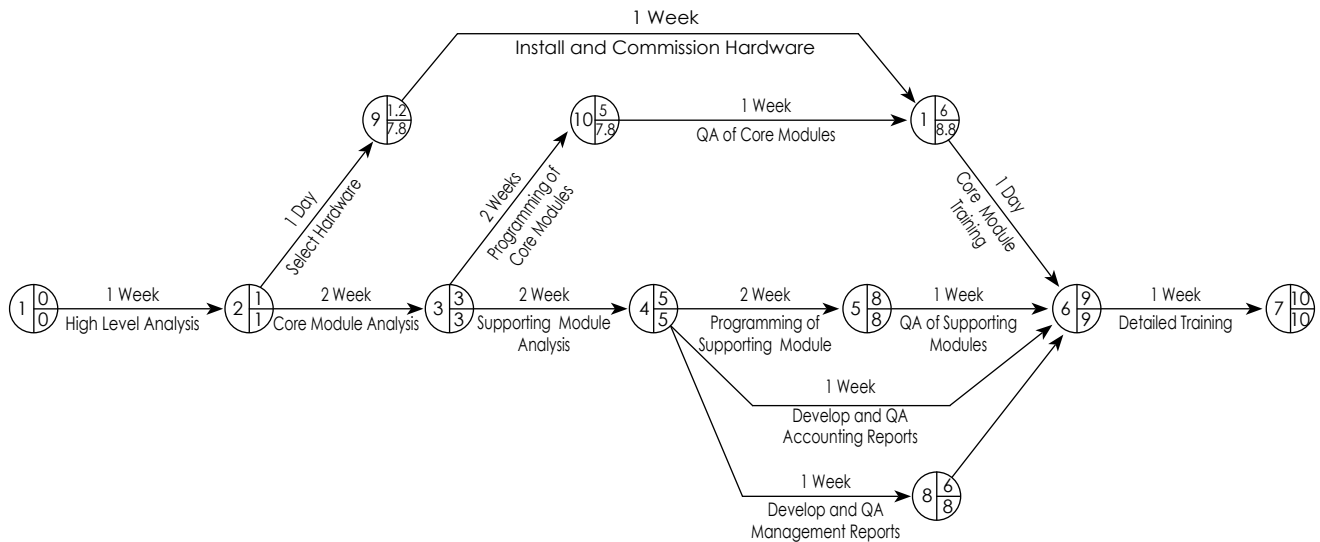 1 Week
Install and Commission Hardware
9 1.2 7.8
10 5 7.8
1 Week
QA of Core Modules
1 6 8.8
1 Day
Select Hardware
2 Weeks
Programming of
Core Modules
1 Day
Core Module
Training
1 0 0
1 Week
High Level Analysis
2 1 1
2 Week
Core Module Analysis
3 3 3
2 Week
Supporting Module
Analysis
4 5 5
2 Week
Programming of
Supporting Module
5 8 8
1 Week
QA of Supporting
Modules
6 9 9
1 Week
Detailed Training
7 10 10
1 Week
Develop and QA
Accounting Reports
1 Week
Develop and QA
Management Reports
8 6 8